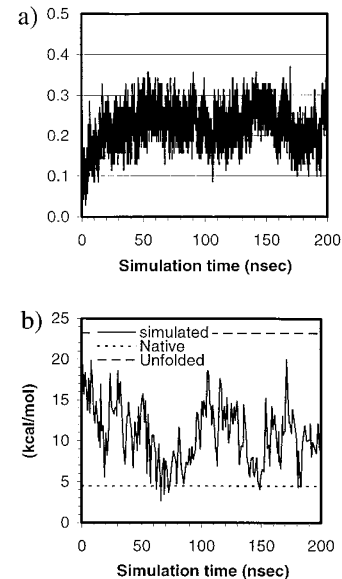 a)
0.5
0.4
0.3
0.2
0.1
0.0
0 50 100 150 200
Simulation time (nsec)
b)
25
20
15
10
5
0
(kcal/mol)
simulated
Native
Unfolded
0 50 100 150 200
Simulation time (nsec)